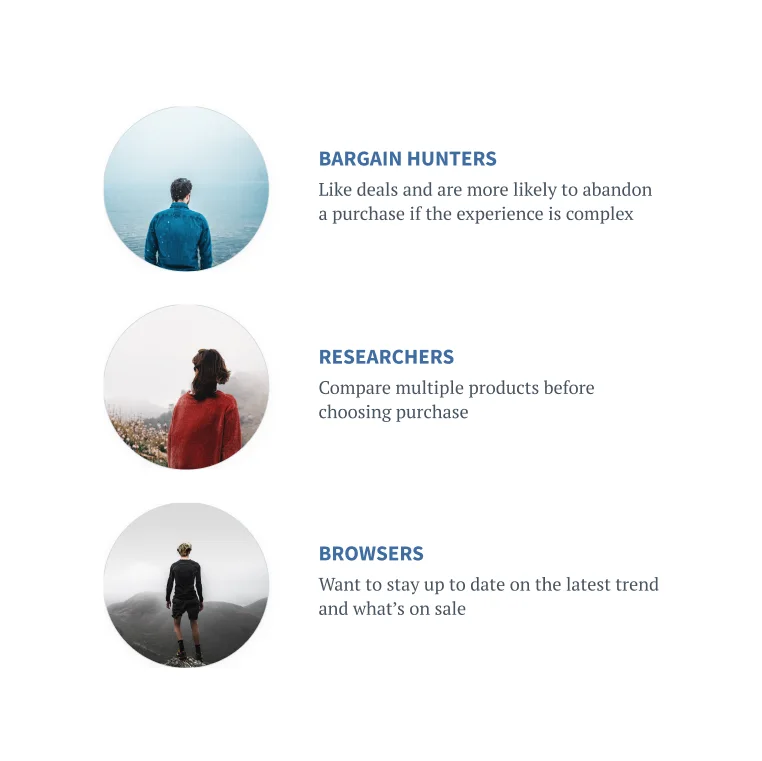 BARGAIN HUNTERS
Like deals and are more likely to abandon
a purchase if the experience is complex
RESEARCHERS
Compare multiple products before
choosing purchase
BROWSERS
Want to stay up to date on the latest trend
and what’s on sale